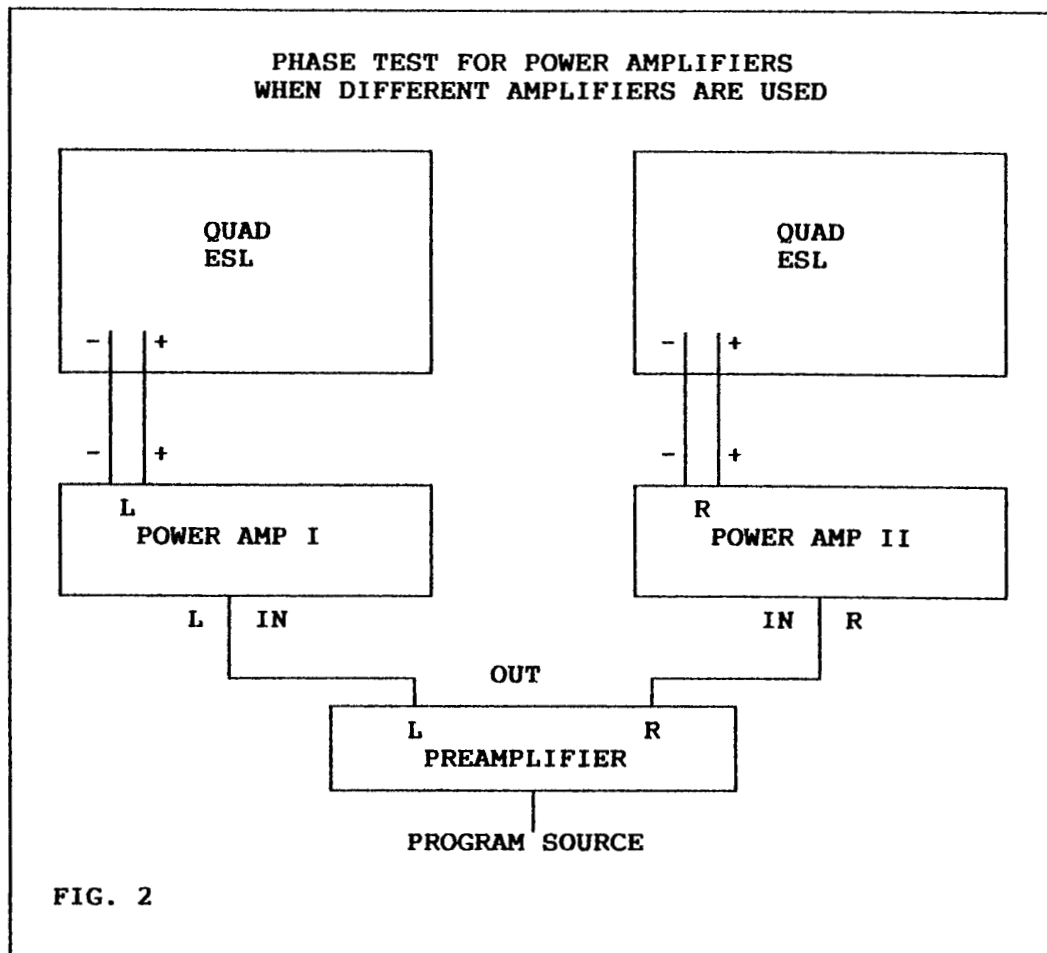 PHASE TEST FOR POWER AMPLIFIERS
WHEN DIFFERENT AMPLIFIERS ARE USED
QUAD
ESL
- +
- +
L
POWER AMP I
L IN
QUAD
ESL
- +
- +
R
POWER AMP II
IN R
OUT
L R
PREAMPLIFIER
PROGRAM SOURCE
FIG. 2